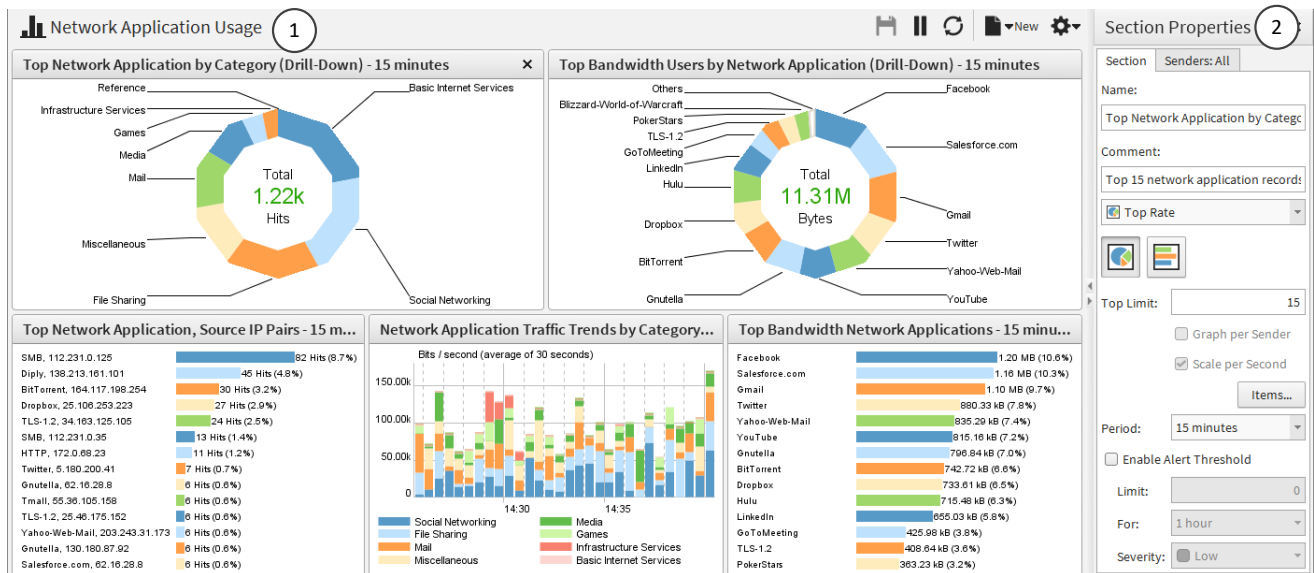 Network Application Usage
1
New
Section Properties
2
Top Network Application by Category (Drill-Down) - 15 minutes
Reference
Infrastructure Services
Games
Media
Mail
Miscellaneous
File Sharing
Basic Internet Services
Social Networking
Total
1.22k
Hits
Top Bandwidth Users by Network Application (Drill-Down) - 15 minutes
Others
Blizzard-World-of-Warcraft
PokerStars
TLS-1.2
GoToMeeting
LinkedIn
Hulu
Dropbox
BitTorrent
Gnutella
Facebook
Salesforce.com
Gmail
Twitter
Yahoo-Web-Mail
YouTube
Total
11.31M
Bytes
Top Network Application, Source IP Pairs - 15 m...
SMB, 112.231.0.125 82 Hits (8.7%)
Diply, 138.213.161.101 45 Hits (4.8%)
BitTorrent, 164.117.198.254 30 Hits (3.2%)
Dropbox, 25.106.253.223 27 Hits (2.9%)
TLS-1.2, 34.163.125.105 24 Hits (2.5%)
SMB, 112.231.0.35 13 Hits (1.4%)
HTTP, 172.0.68.23 11 Hits (1.2%)
Twitter, 5.180.200.41 7 Hits (0.7%)
Gnutella, 62.16.28.8 6 Hits (0.6%)
Tmall, 55.36.105.158 6 Hits (0.6%)
TLS-1.2, 25.46.175.152 6 Hits (0.6%)
Yahoo-Web-Mail, 203.243.31.173 6 Hits (0.6%)
Gnutella, 130.180.87.92 6 Hits (0.6%)
Salesforce.com, 62.16.28.8 6 Hits (0.6%)
Network Application Traffic Trends by Category...
Bits / second (average of 30 seconds)
150.00k
100.00k
50.00k
0
14:30 14:35
Social Networking
File Sharing
Mail
Miscellaneous
Media
Games
Infrastructure Services
Basic Internet Services
Top Bandwidth Network Applications - 15 minu...
Facebook 1.20 MB (10.6%)
Salesforce.com 1.16 MB (10.3%)
Gmail 1.10 MB (9.7%)
Twitter 880.33 kB (7.8%)
Yahoo-Web-Mail 835.29 kB (7.4%)
YouTube 815.16 kB (7.2%)
Gnutella 796.84 kB (7.0%)
BitTorrent 742.72 kB (6.6%)
Dropbox 733.61 kB (6.5%)
Hulu 715.48 kB (6.3%)
LinkedIn 655.03 kB (5.8%)
GoToMeeting 425.98 kB (3.8%)
TLS-1.2 408.64 kB (3.6%)
PokerStars 363.23 kB (3.2%)
Section
Senders: All
Name:
Top Network Application by Catego
Comment:
Top 15 network application records
Top Rate
Top Limit: 15
Graph per Sender
Scale per Second
Items...
Period: 15 minutes
Enable Alert Threshold
Limit: 0
For: 1 hour
Severity: Low